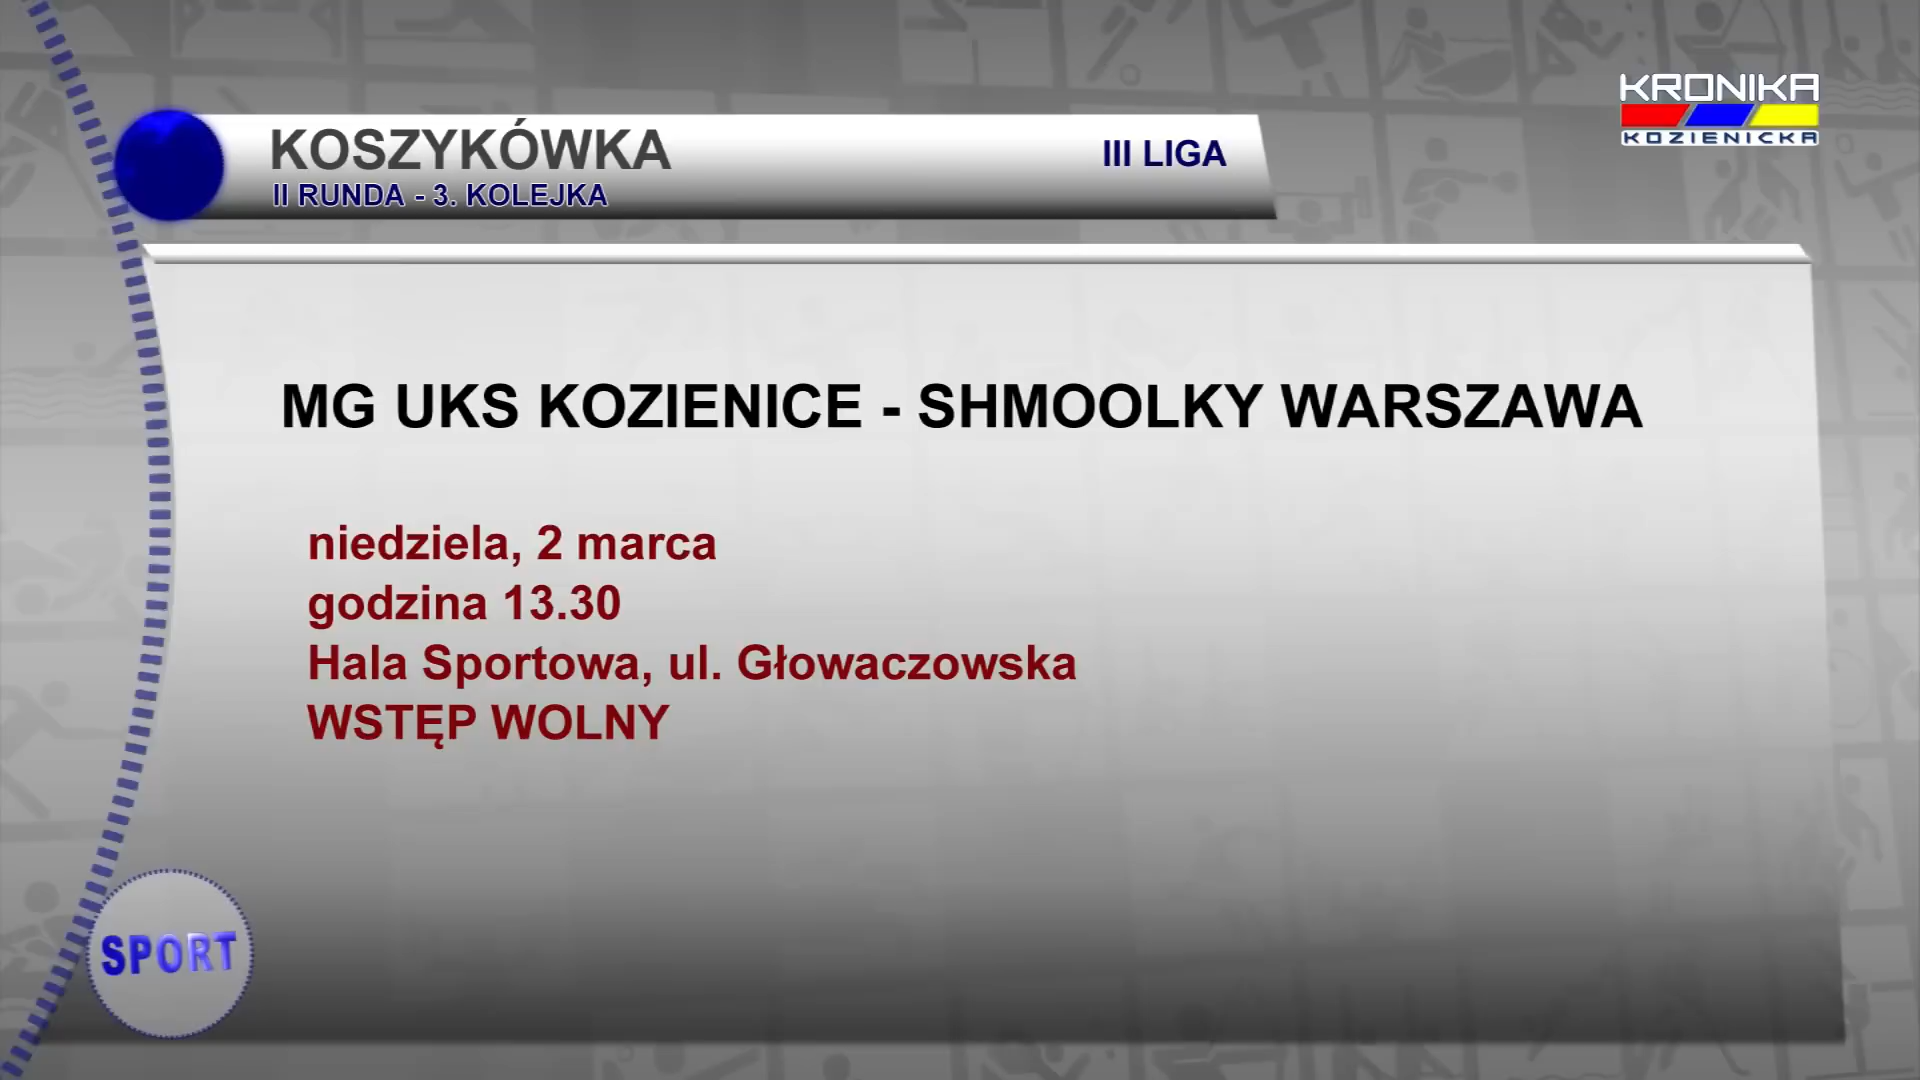 KRONIKA
KOZIENICKA
KOSZYKÓWKA
III LIGA
II RUNDA - 3. KOLEJKA
MG UKS KOZIENICE - SHMOOLKY WARSZAWA
niedziela, 2 marca
godzina 13.30
Hala Sportowa, ul. Głowaczowska
WSTĘP WOLNY
SPORT